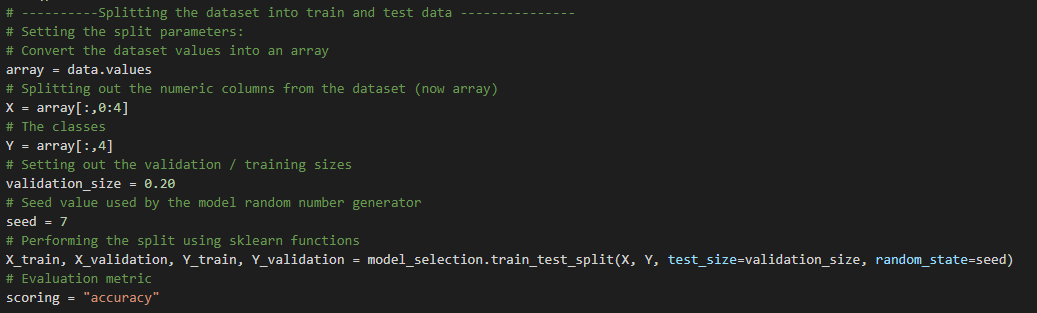 # ----------Splitting the dataset into train and test data ---------------
# Setting the split parameters:
# Convert the dataset values into an array
array = data.values
# Splitting out the numeric columns from the dataset (now array)
X = array[:,0:4]
# The classes
Y = array[:,4]
# Setting out the validation / training sizes
validation_size = 0.20
# Seed value used by the model random number generator
seed = 7
# Performing the split using sklearn functions
X_train, X_validation, Y_train, Y_validation = model_selection.train_test_split(X, Y, test_size=validation_size, random_state=seed)
# Evaluation metric
scoring = "accuracy"